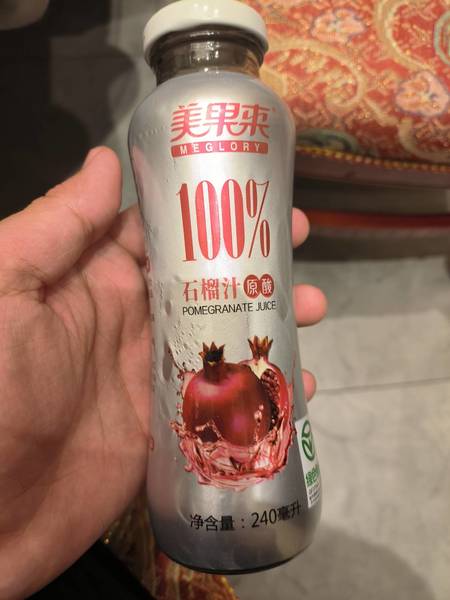 美果来
MEGLORY
100%
石榴汁 原酸
POMEGRANATE JUICE
净含量：240毫升